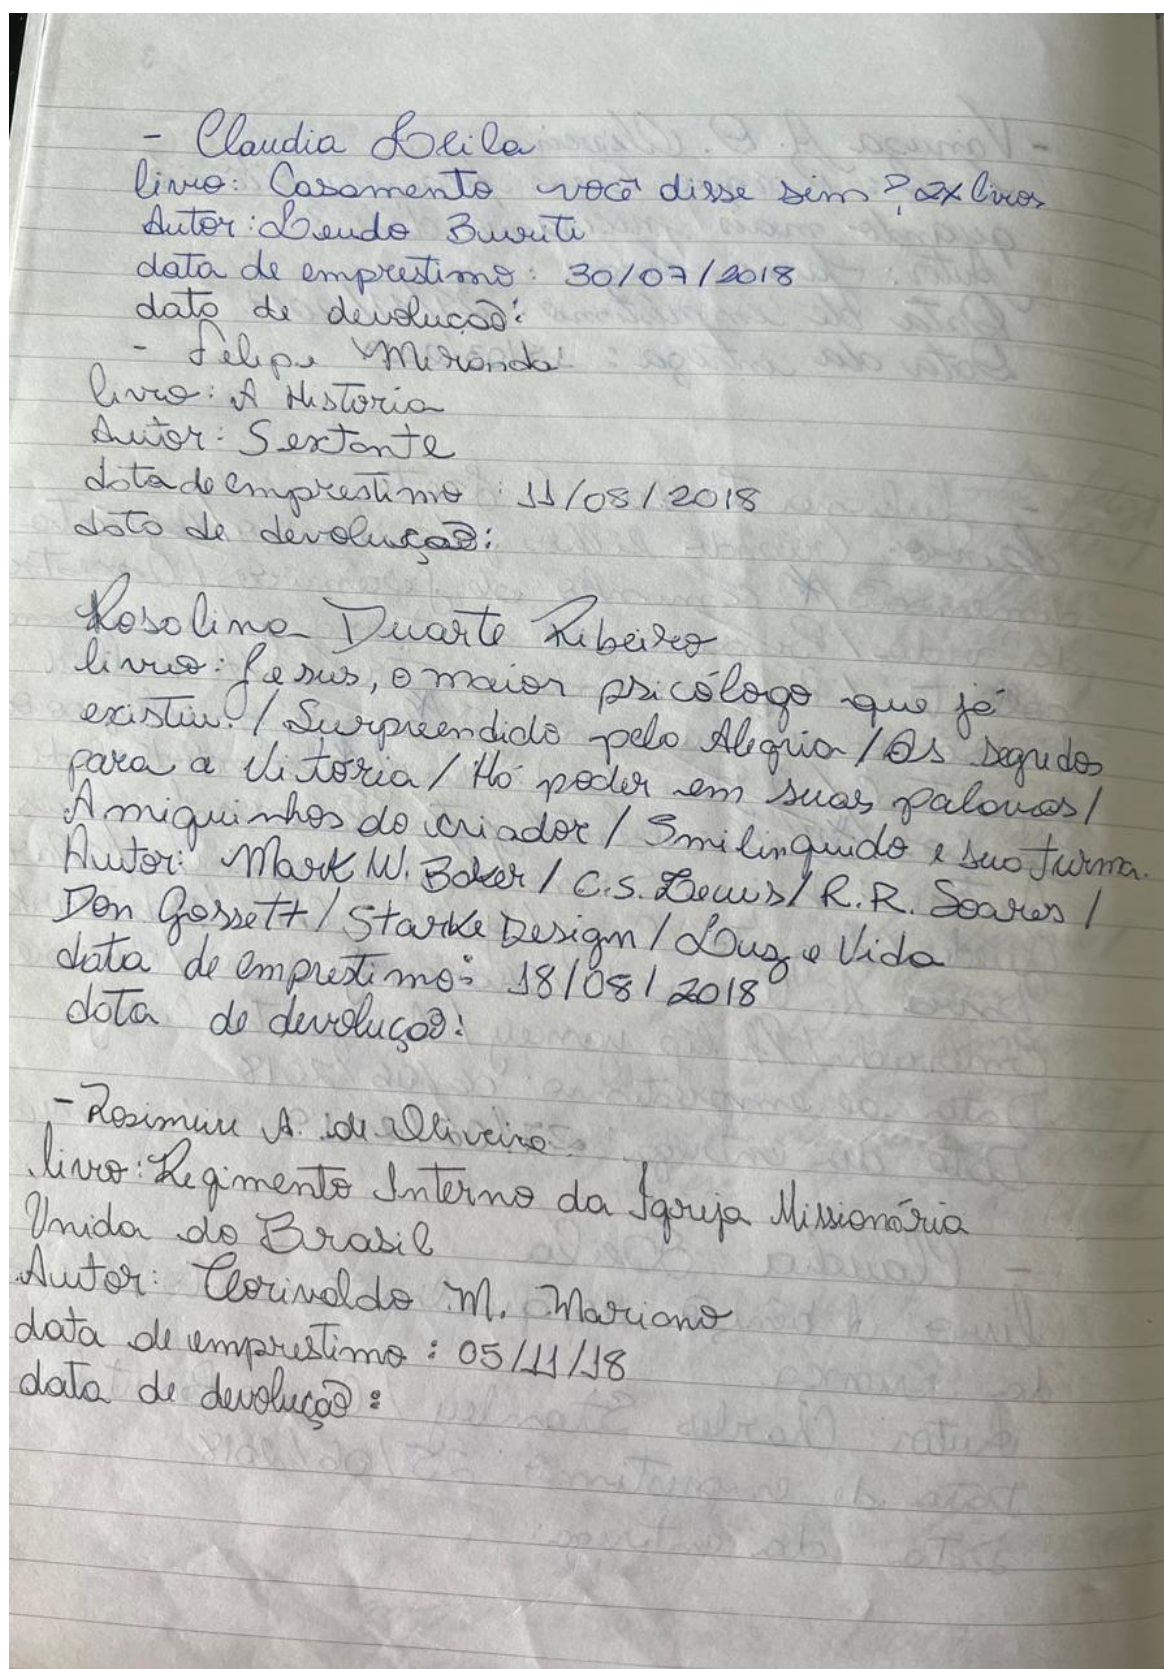 - Claudia Leila
livro: Casamento você disse sim? 2x livros
Autor: Leudo Buriti
data de emprestimo: 30/07/2018
data de devolução:
- Felipe Miranda
livro: A Historia
Autor: Sextante
data de emprestimo: 11/08/2018
data de devolução:
Rosalina Duarte Ribeiro
livro: Jesus, o maior psicólogo que já
existiu? / Surpreendido pela Alegria / Os segredos
para a Vitória / Há poder em suas palavras /
Amiguinhos do criador / Smilinguido e sua turma.
Autor: Mark W. Baker / C.S. Lewis / R.R. Soares /
Don Gossett / Starke Design / Luz e Vida
data de emprestimo: 18/08/2018
data de devolução:
- Rosimeire A. de Oliveira
livro: Regimento Interno da Igreja Missionária
Unida do Brasil
Autor: Clorivaldo M. Mariano
data de emprestimo: 05/11/18
data de devolução: